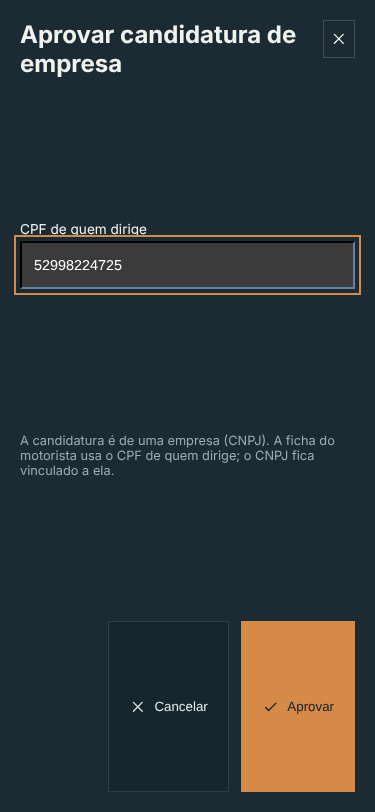 Aprovar candidatura de
empresa
CPF de quem dirige
52998224725
A candidatura é de uma empresa (CNPJ). A ficha do
motorista usa o CPF de quem dirige; o CNPJ fica
vinculado a ela.
Cancelar
Aprovar